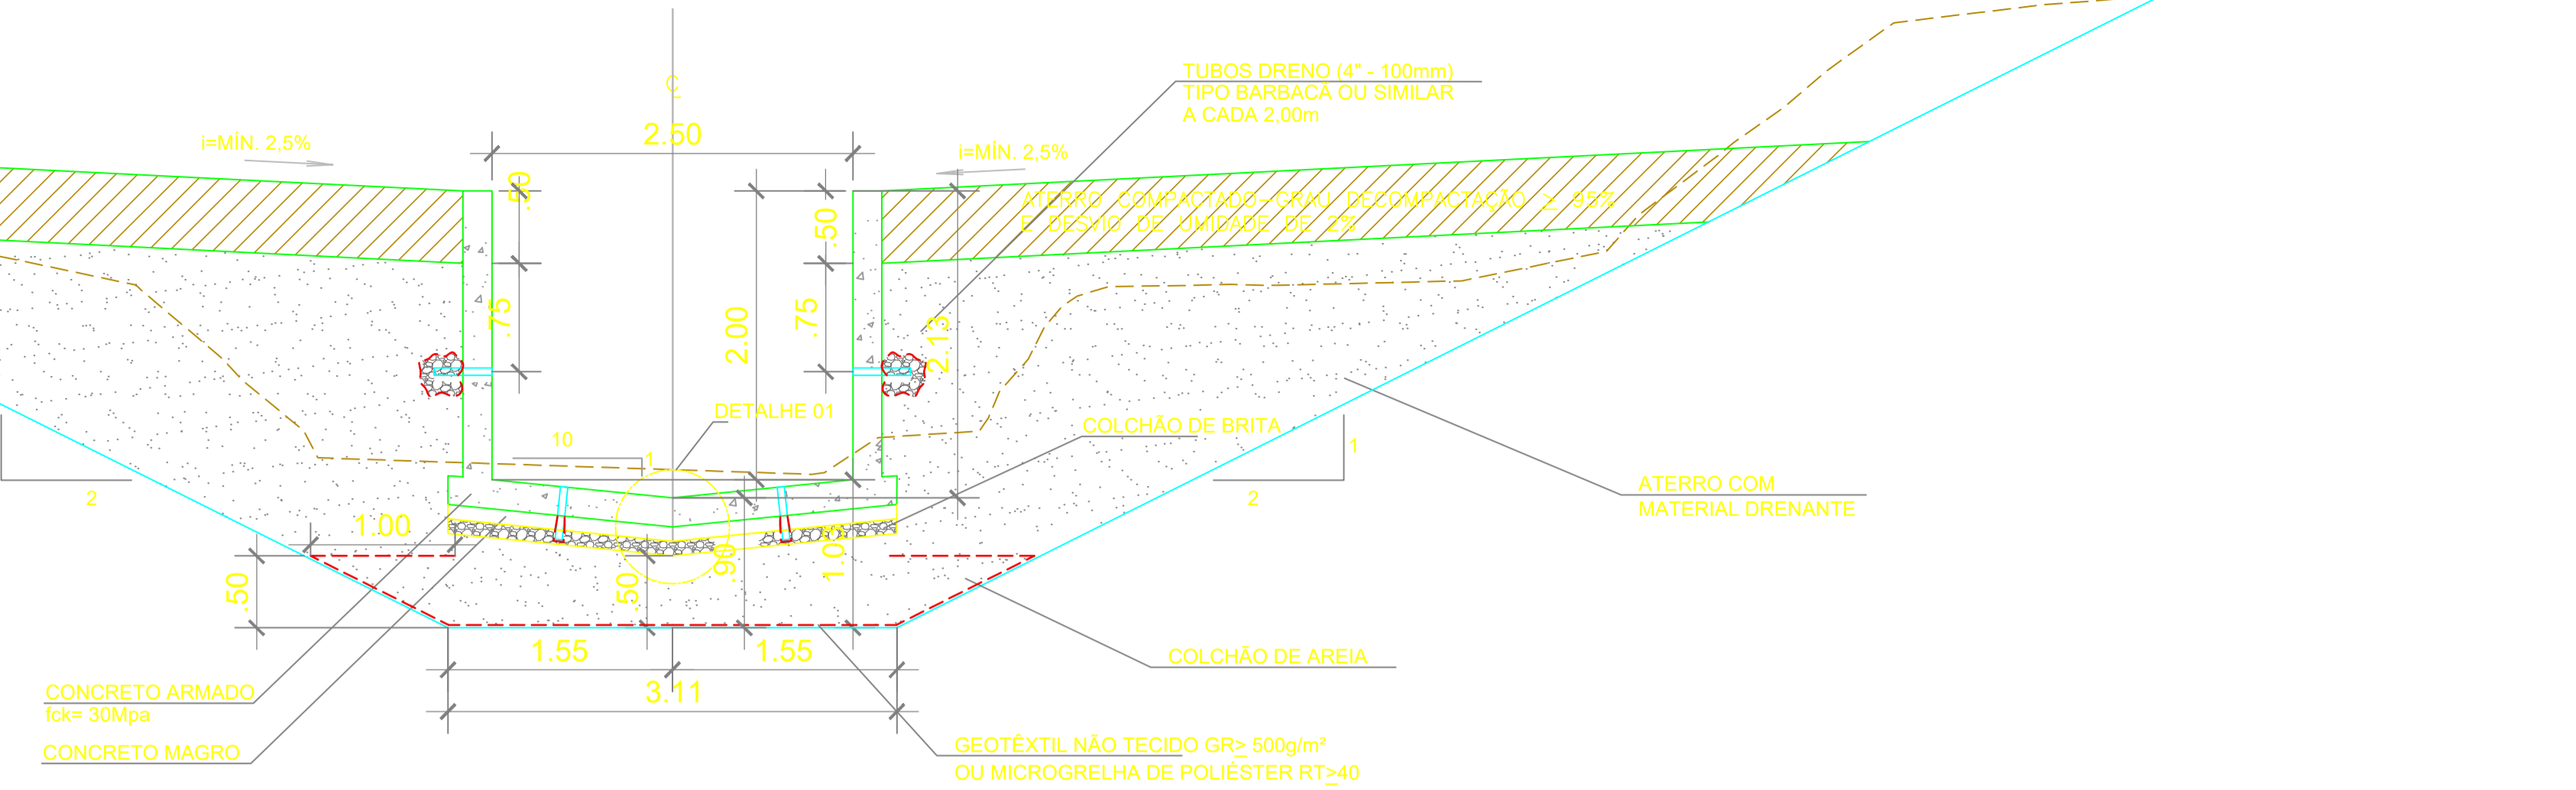 TUBOS DRENO (4" - 100mm)
TIPO BARBACÃ OU SIMILAR
A CADA 2,00m
℄
2.50
i=MÍN. 2,5%
i=MÍN. 2,5%
.50
.50
ATERRO COMPACTADO-GRAU DECOMPACTAÇÃO ≥ 95%
E DESVIO DE UMIDADE DE 2%
.75
2.00
.75
2.13
DETALHE 01
COLCHÃO DE BRITA
10
1
1
2
2
ATERRO COM
MATERIAL DRENANTE
1.00
.50
.50
.90
COLCHÃO DE AREIA
1.55
1.55
3.11
CONCRETO ARMADO
fck= 30Mpa
CONCRETO MAGRO
GEOTÊXTIL NÃO TECIDO GR≥ 500g/m²
OU MICROGRELHA DE POLIÉSTER RT≥40